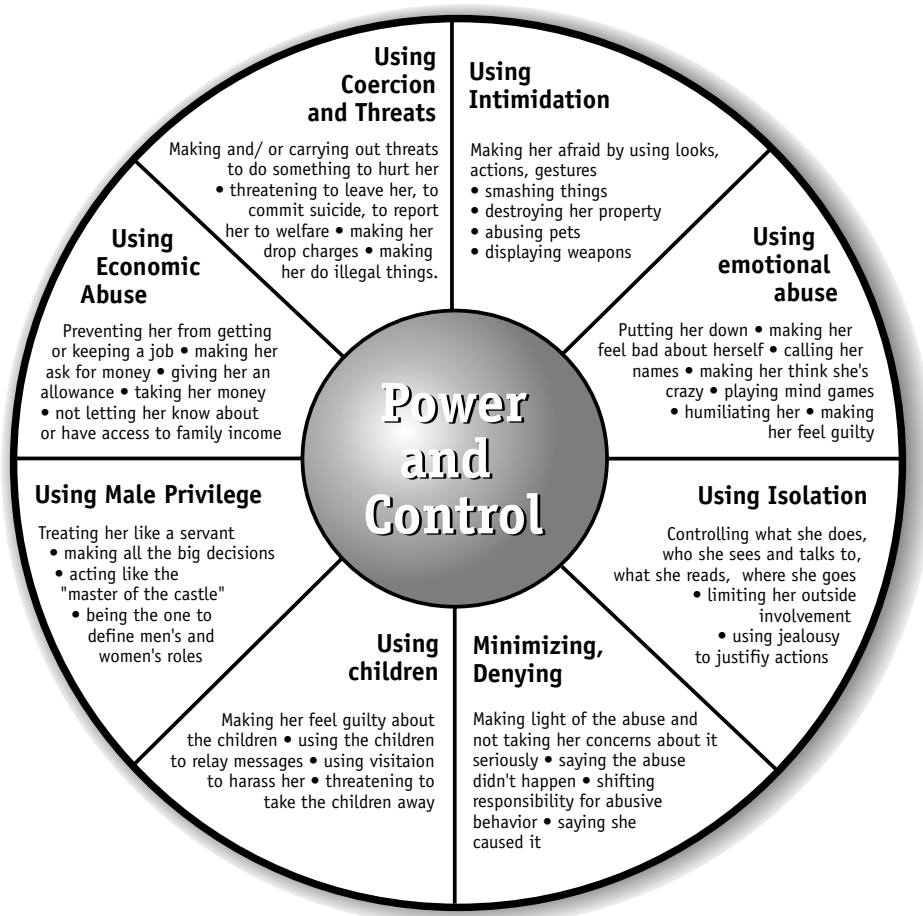 Using
Coercion
and Threats
Making and/ or carrying out threats
to do something to hurt her
• threatening to leave her, to
commit suicide, to report
her to welfare • making her
drop charges • making
her do illegal things.
Using
Intimidation
Making her afraid by using looks,
actions, gestures
• smashing things
• destroying her property
• abusing pets
• displaying weapons
Using
emotional
abuse
Putting her down • making her
feel bad about herself • calling her
names • making her think she's
crazy • playing mind games
• humiliating her • making
her feel guilty
Using Isolation
Controlling what she does,
who she sees and talks to,
what she reads, where she goes
• limiting her outside
involvement
• using jealousy
to justifiy actions
Minimizing,
Denying
Making light of the abuse and
not taking her concerns about it
seriously • saying the abuse
didn't happen • shifting
responsibility for abusive
behavior • saying she
caused it
Using
children
Making her feel guilty about
the children • using the children
to relay messages • using visitaion
to harass her • threatening to
take the children away
Using Male Privilege
Treating her like a servant
• making all the big decisions
• acting like the
"master of the castle"
• being the one to
define men's and
women's roles
Using
Economic
Abuse
Preventing her from getting
or keeping a job • making her
ask for money • giving her an
allowance • taking her money
• not letting her know about
or have access to family income
Power
and
Control